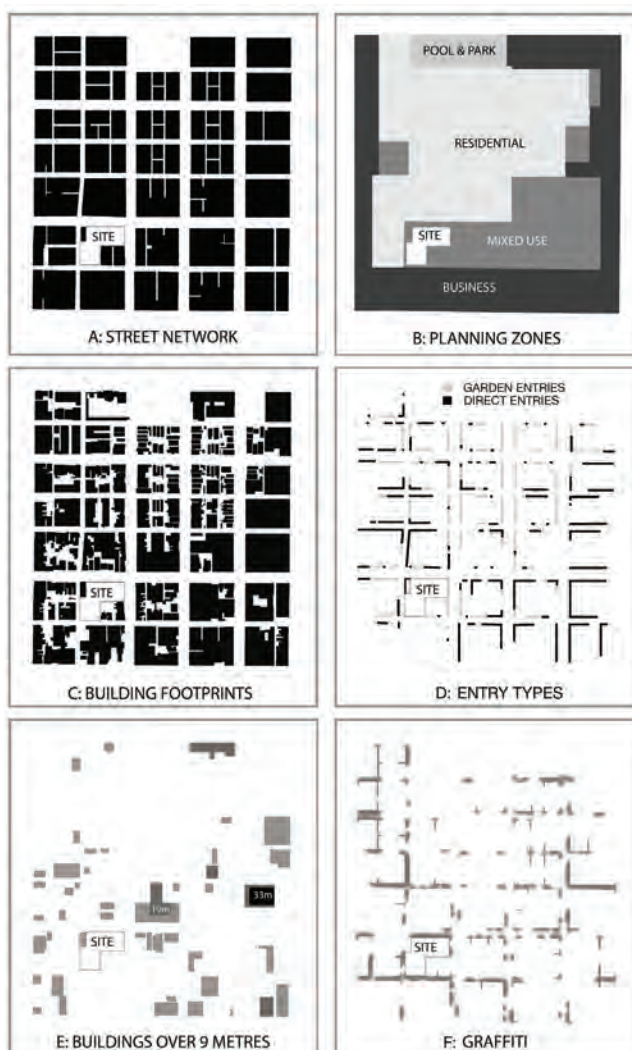 SITE
A: STREET NETWORK
POOL & PARK
RESIDENTIAL
SITE
MIXED USE
BUSINESS
B: PLANNING ZONES
SITE
C: BUILDING FOOTPRINTS
GARDEN ENTRIES
DIRECT ENTRIES
SITE
D: ENTRY TYPES
33m
19m
SITE
E: BUILDINGS OVER 9 METRES
SITE
F: GRAFFITI